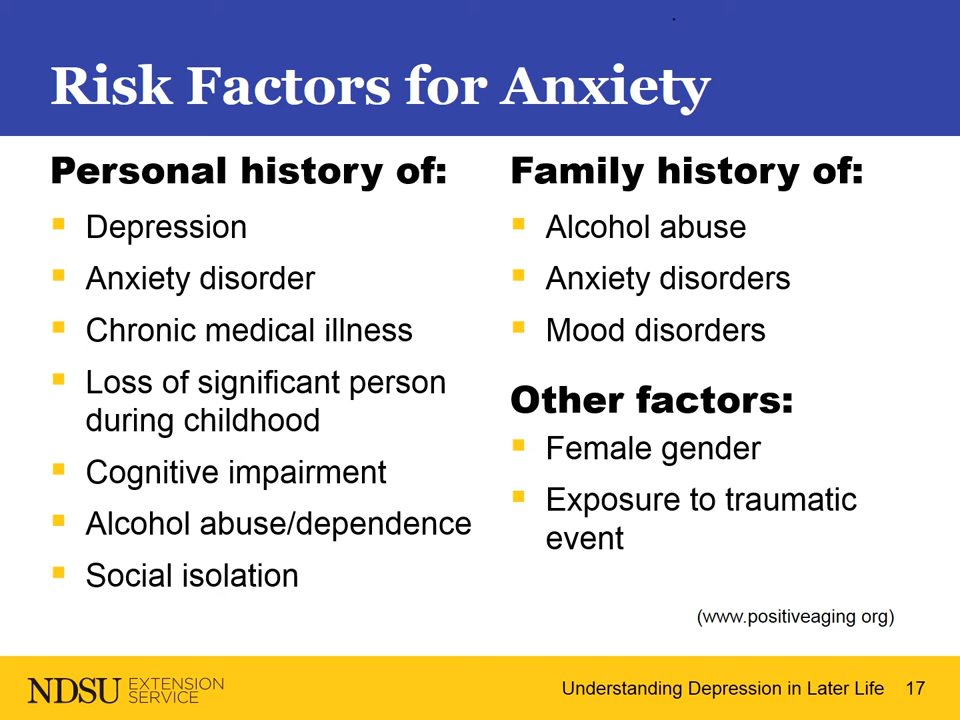 Risk Factors for Anxiety
Personal history of:
▪ Depression
▪ Anxiety disorder
▪ Chronic medical illness
▪ Loss of significant person
during childhood
▪ Cognitive impairment
▪ Alcohol abuse/dependence
▪ Social isolation
Family history of:
▪ Alcohol abuse
▪ Anxiety disorders
▪ Mood disorders
Other factors:
▪ Female gender
▪ Exposure to traumatic
event
(www.positiveaging org)
NDSU EXTENSION
SERVICE
Understanding Depression in Later Life 17